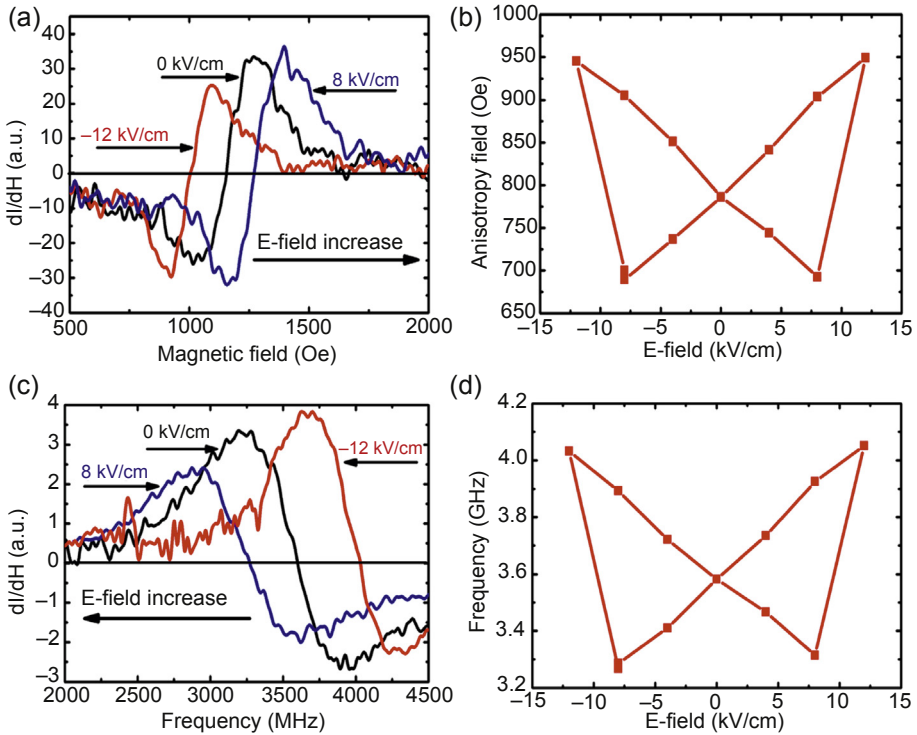 (a)
dI/dH (a.u.)
50
40
30
20
10
0
–10
–20
–30
–40
0 kV/cm
8 kV/cm
–12 kV/cm
E-field increase
500
1000
1500
2000
Magnetic field (Oe)
(b)
Anisotropy field (Oe)
1000
950
900
850
800
750
700
650
–15
–10
–5
0
5
10
15
E-field (kV/cm)
(c)
dI/dH (a.u.)
4
3
2
1
0
–1
–2
–3
0 kV/cm
8 kV/cm
–12 kV/cm
E-field increase
2000
2500
3000
3500
4000
4500
Frequency (MHz)
(d)
Frequency (GHz)
4.2
4.0
3.8
3.6
3.4
3.2
–15
–10
–5
0
5
10
15
E-field (kV/cm)